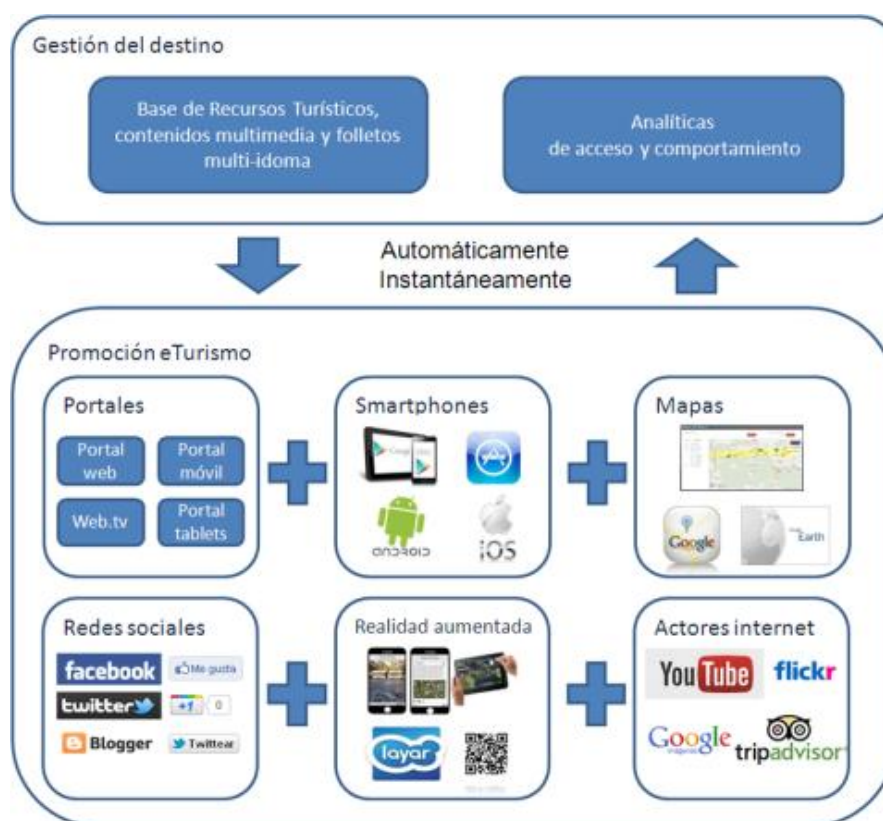 Gestión del destino
Base de Recursos Turísticos,
contenidos multimedia y folletos
multi-idoma
Analíticas
de acceso y comportamiento
Automáticamente
Instantáneamente
Promoción eTurismo
Portales
Portal
web
Portal
móvil
Web.tv
Portal
tablets
Smartphones
ANDROID
iOS
Mapas
Google
Earth
Redes sociales
facebook
Me gusta
twitter
+1
0
Blogger
Twittear
Realidad aumentada
layar
Actores internet
YouTube
flickr
Google
tripadvisor